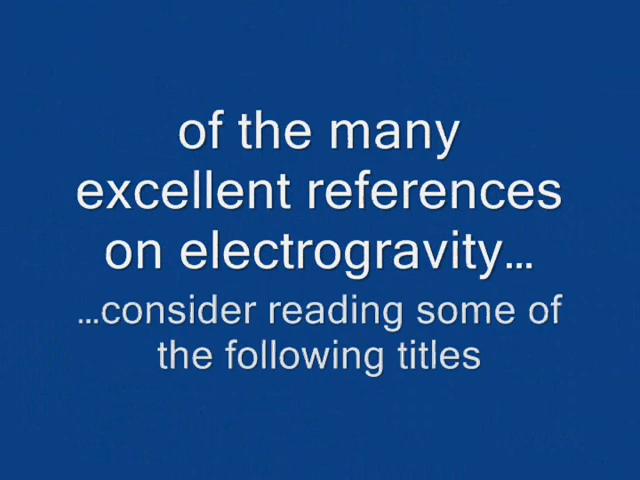 of the many
excellent references
on electrogravity...
...consider reading some of
the following titles